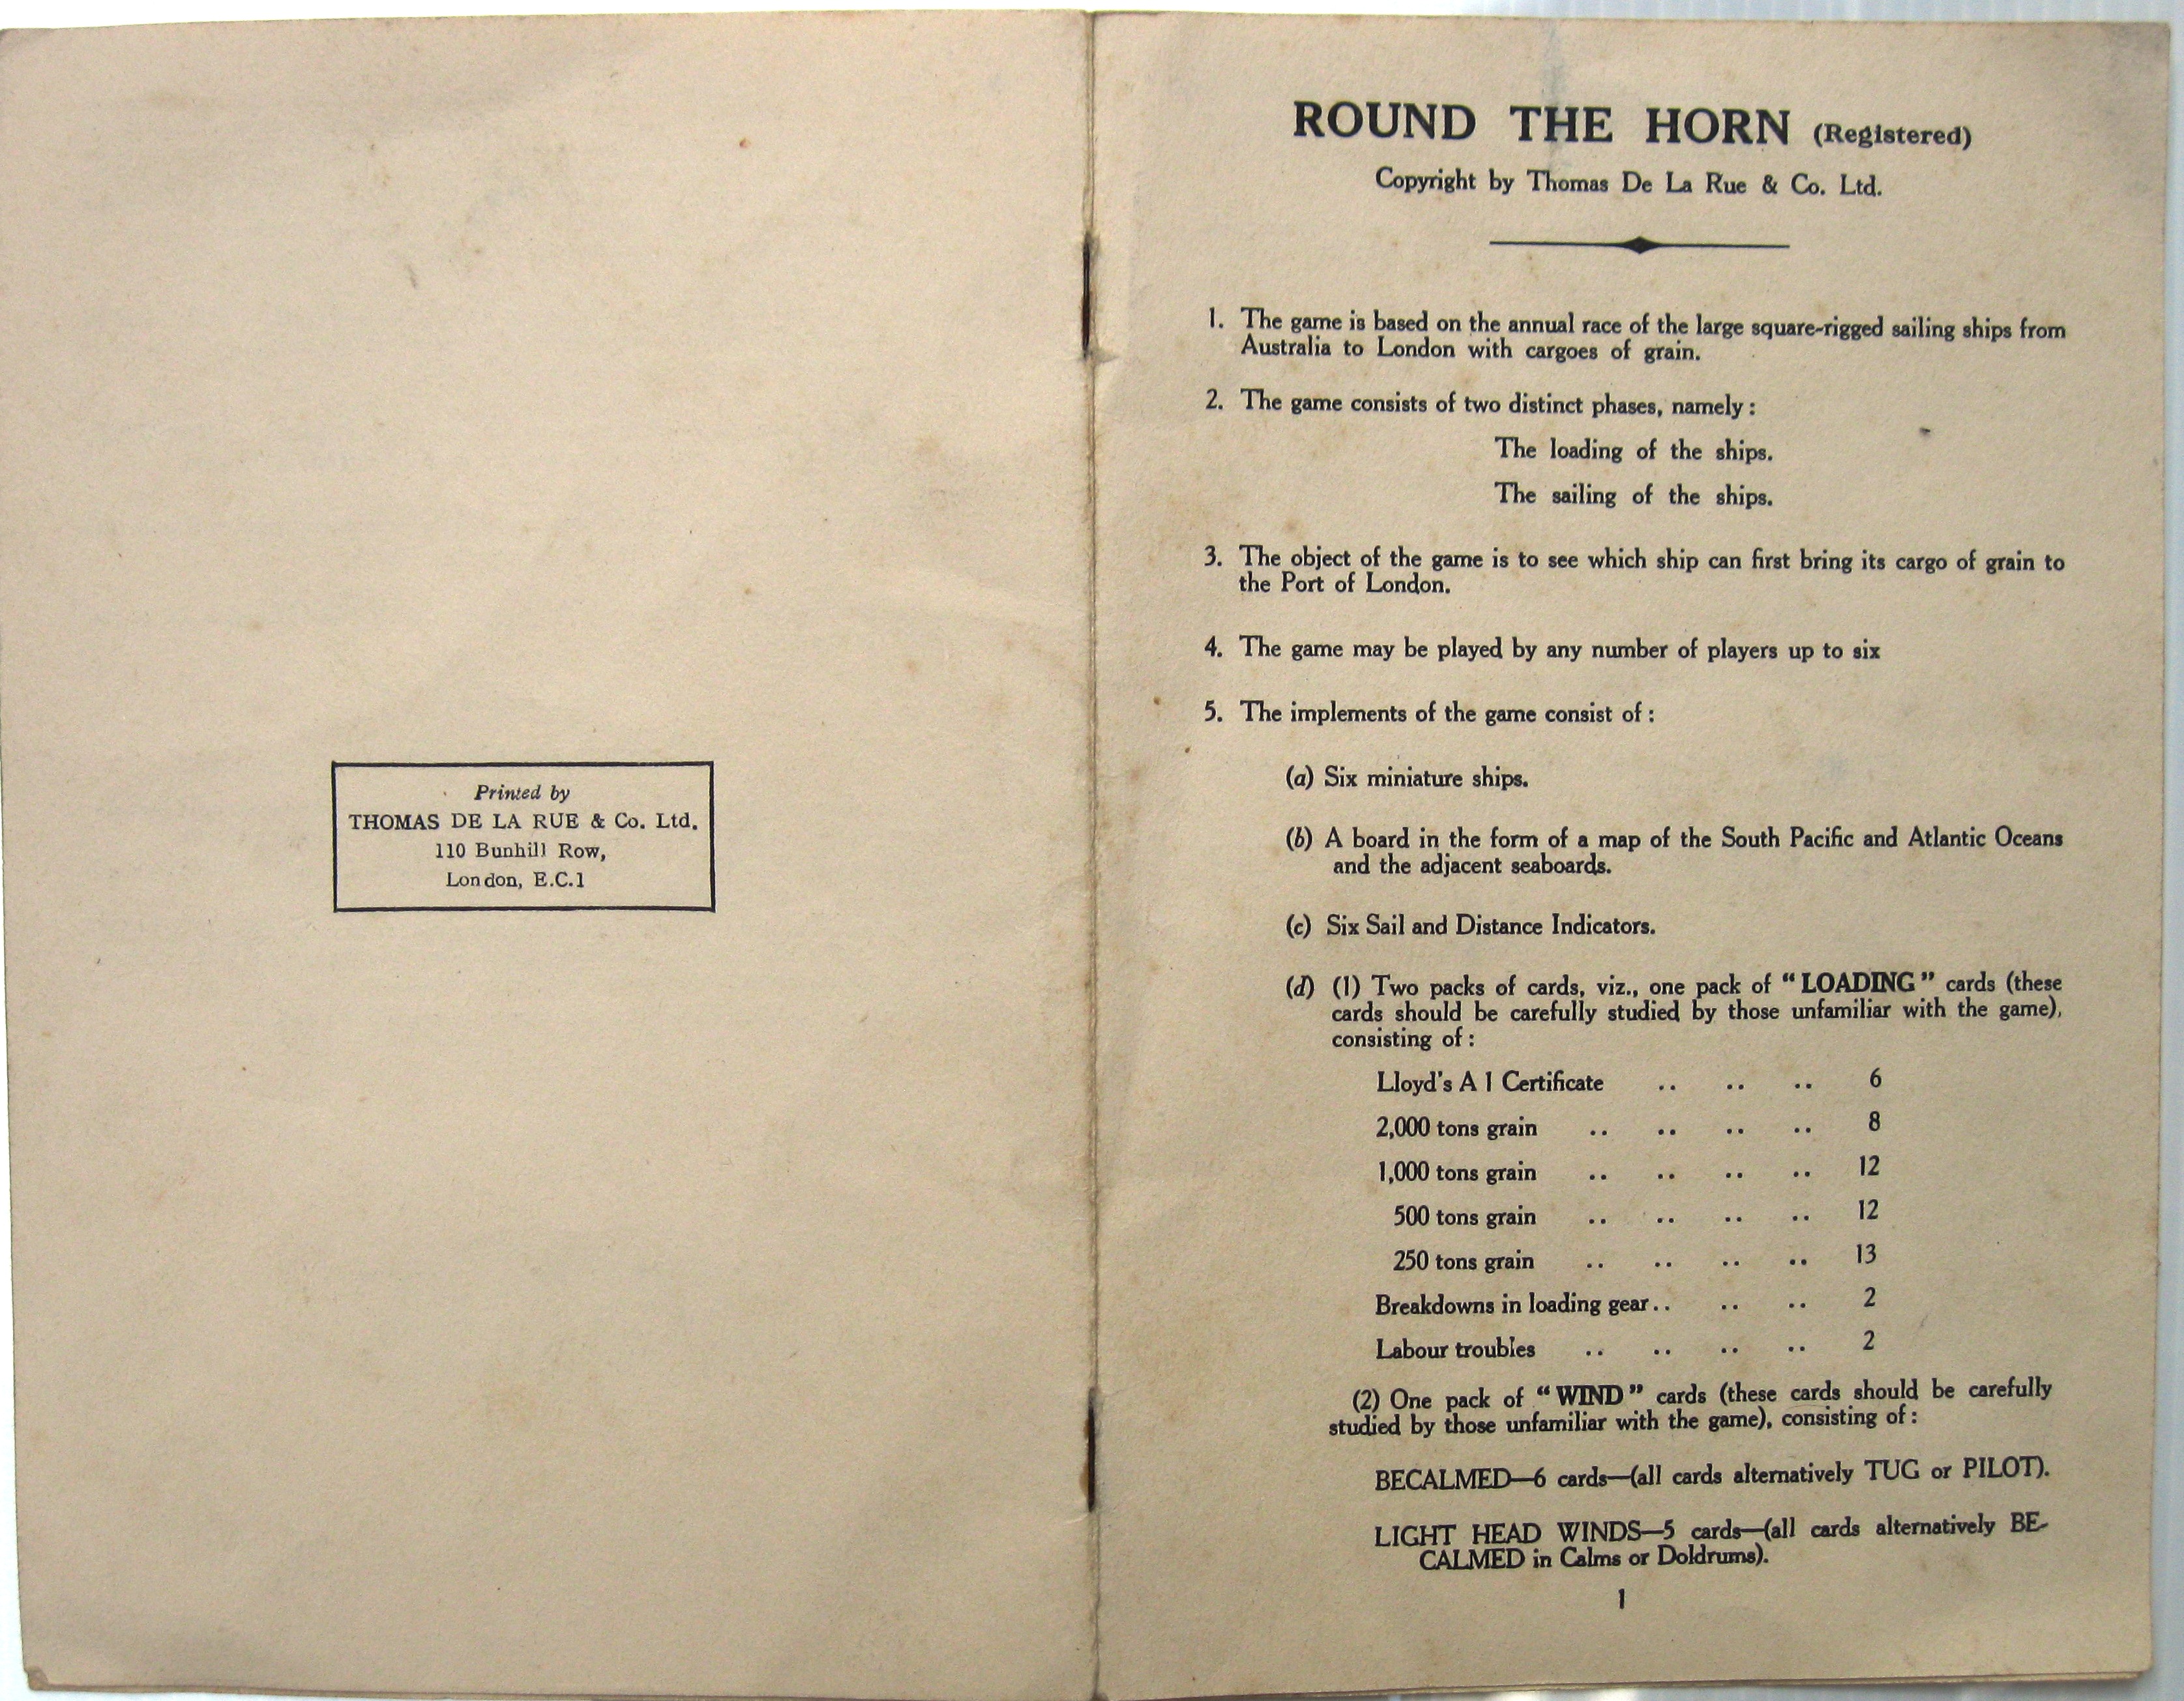 Printed by
THOMAS DE LA RUE & Co. Ltd.
110 Bunhill Row,
London, E.C.1
ROUND THE HORN (Registered)
Copyright by Thomas De La Rue & Co. Ltd.
1. The game is based on the annual race of the large square-rigged sailing ships from
Australia to London with cargoes of grain.
2. The game consists of two distinct phases, namely:
The loading of the ships.
The sailing of the ships.
3. The object of the game is to see which ship can first bring its cargo of grain to
the Port of London.
4. The game may be played by any number of players up to six
5. The implements of the game consist of:
(a) Six miniature ships.
(b) A board in the form of a map of the South Pacific and Atlantic Oceans
and the adjacent seaboards.
(c) Six Sail and Distance Indicators.
(d) (1) Two packs of cards, viz., one pack of "LOADING" cards (these
cards should be carefully studied by those unfamiliar with the game),
consisting of:
Lloyd's A 1 Certificate .. .. .. 6
2,000 tons grain .. .. .. .. 8
1,000 tons grain .. .. .. .. 12
500 tons grain .. .. .. .. 12
250 tons grain .. .. .. .. 13
Breakdowns in loading gear.. .. .. 2
Labour troubles .. .. .. .. 2
(2) One pack of "WIND" cards (these cards should be carefully
studied by those unfamiliar with the game), consisting of:
BECALMED—6 cards—(all cards alternatively TUG or PILOT).
LIGHT HEAD WINDS—5 cards—(all cards alternatively BE-
CALMED in Calms or Doldrums).
1